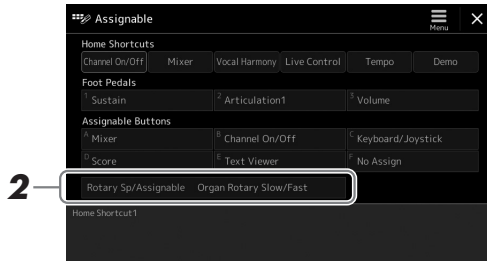 Assignable
Menu
Home Shortcuts
Channel On/Off Mixer Vocal Harmony Live Control Tempo Demo
Foot Pedals
1 Sustain 2 Articulation1 3 Volume
Assignable Buttons
A Mixer B Channel On/Off C Keyboard/Joystick
D Score E Text Viewer F No Assign
2 Rotary Sp/Assignable Organ Rotary Slow/Fast
Home Shortcut1